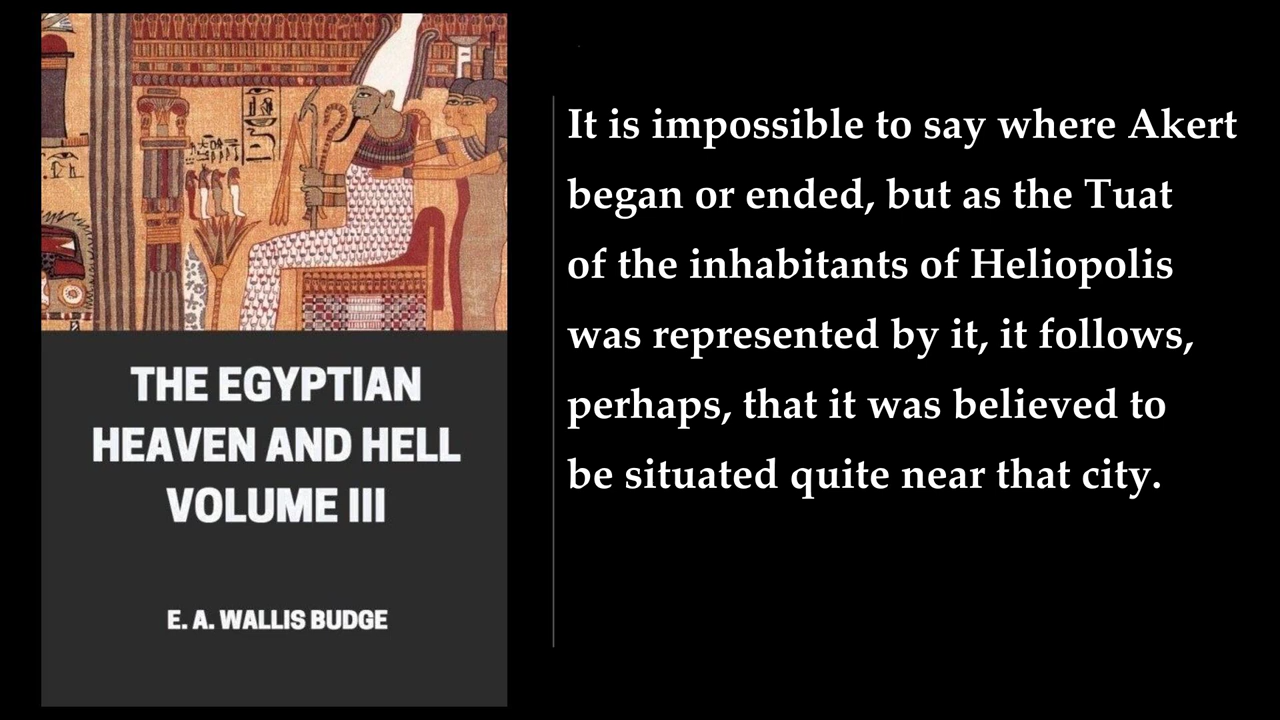 THE EGYPTIAN
HEAVEN AND HELL
VOLUME III
E. A. WALLIS BUDGE
It is impossible to say where Akert
began or ended, but as the Tuat
of the inhabitants of Heliopolis
was represented by it, it follows,
perhaps, that it was believed to
be situated quite near that city.